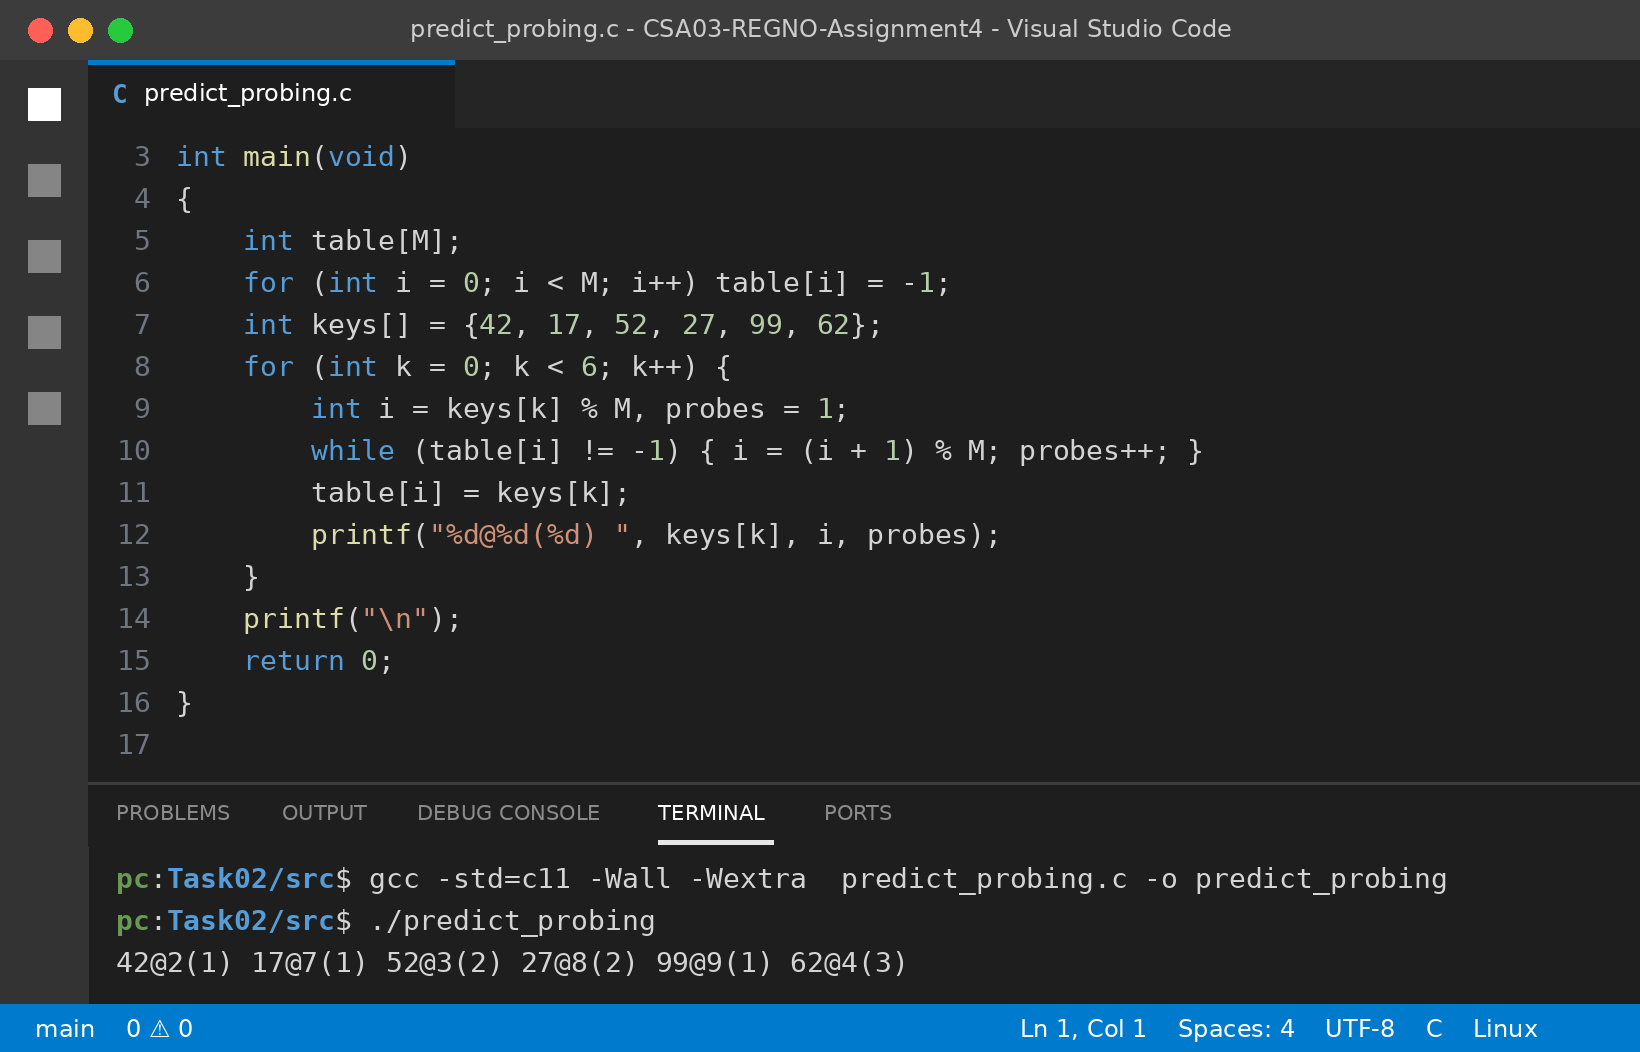 predict_probing.c - CSA03-REGNO-Assignment4 - Visual Studio Code
C predict_probing.c
3 int main(void)
4 {
5     int table[M];
6     for (int i = 0; i < M; i++) table[i] = -1;
7     int keys[] = {42, 17, 52, 27, 99, 62};
8     for (int k = 0; k < 6; k++) {
9         int i = keys[k] % M, probes = 1;
10         while (table[i] != -1) { i = (i + 1) % M; probes++; }
11         table[i] = keys[k];
12         printf("%d@%d(%d) ", keys[k], i, probes);
13     }
14     printf("\n");
15     return 0;
16 }
17
PROBLEMS OUTPUT DEBUG CONSOLE TERMINAL PORTS
pc:Task02/src$ gcc -std=c11 -Wall -Wextra  predict_probing.c -o predict_probing
pc:Task02/src$ ./predict_probing
42@2(1) 17@7(1) 52@3(2) 27@8(2) 99@9(1) 62@4(3)
main 0 ⚠ 0 Ln 1, Col 1 Spaces: 4 UTF-8 C Linux